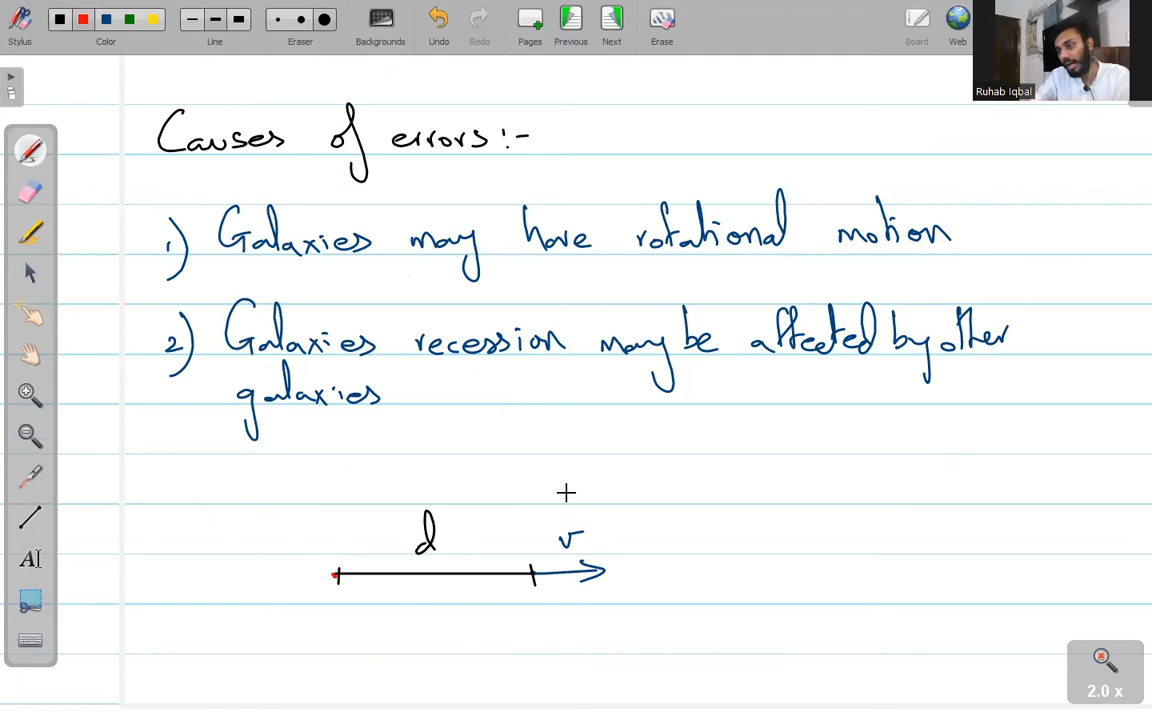 Stylus Color Line Eraser Backgrounds Undo Redo Pages Previous Next Erase Board Web
Ruhab Iqbal
Causes of errors :-
1) Galaxies may have rotational motion
2) Galaxies recession may be affected by other
galaxies
d
v
AI
2.0 x